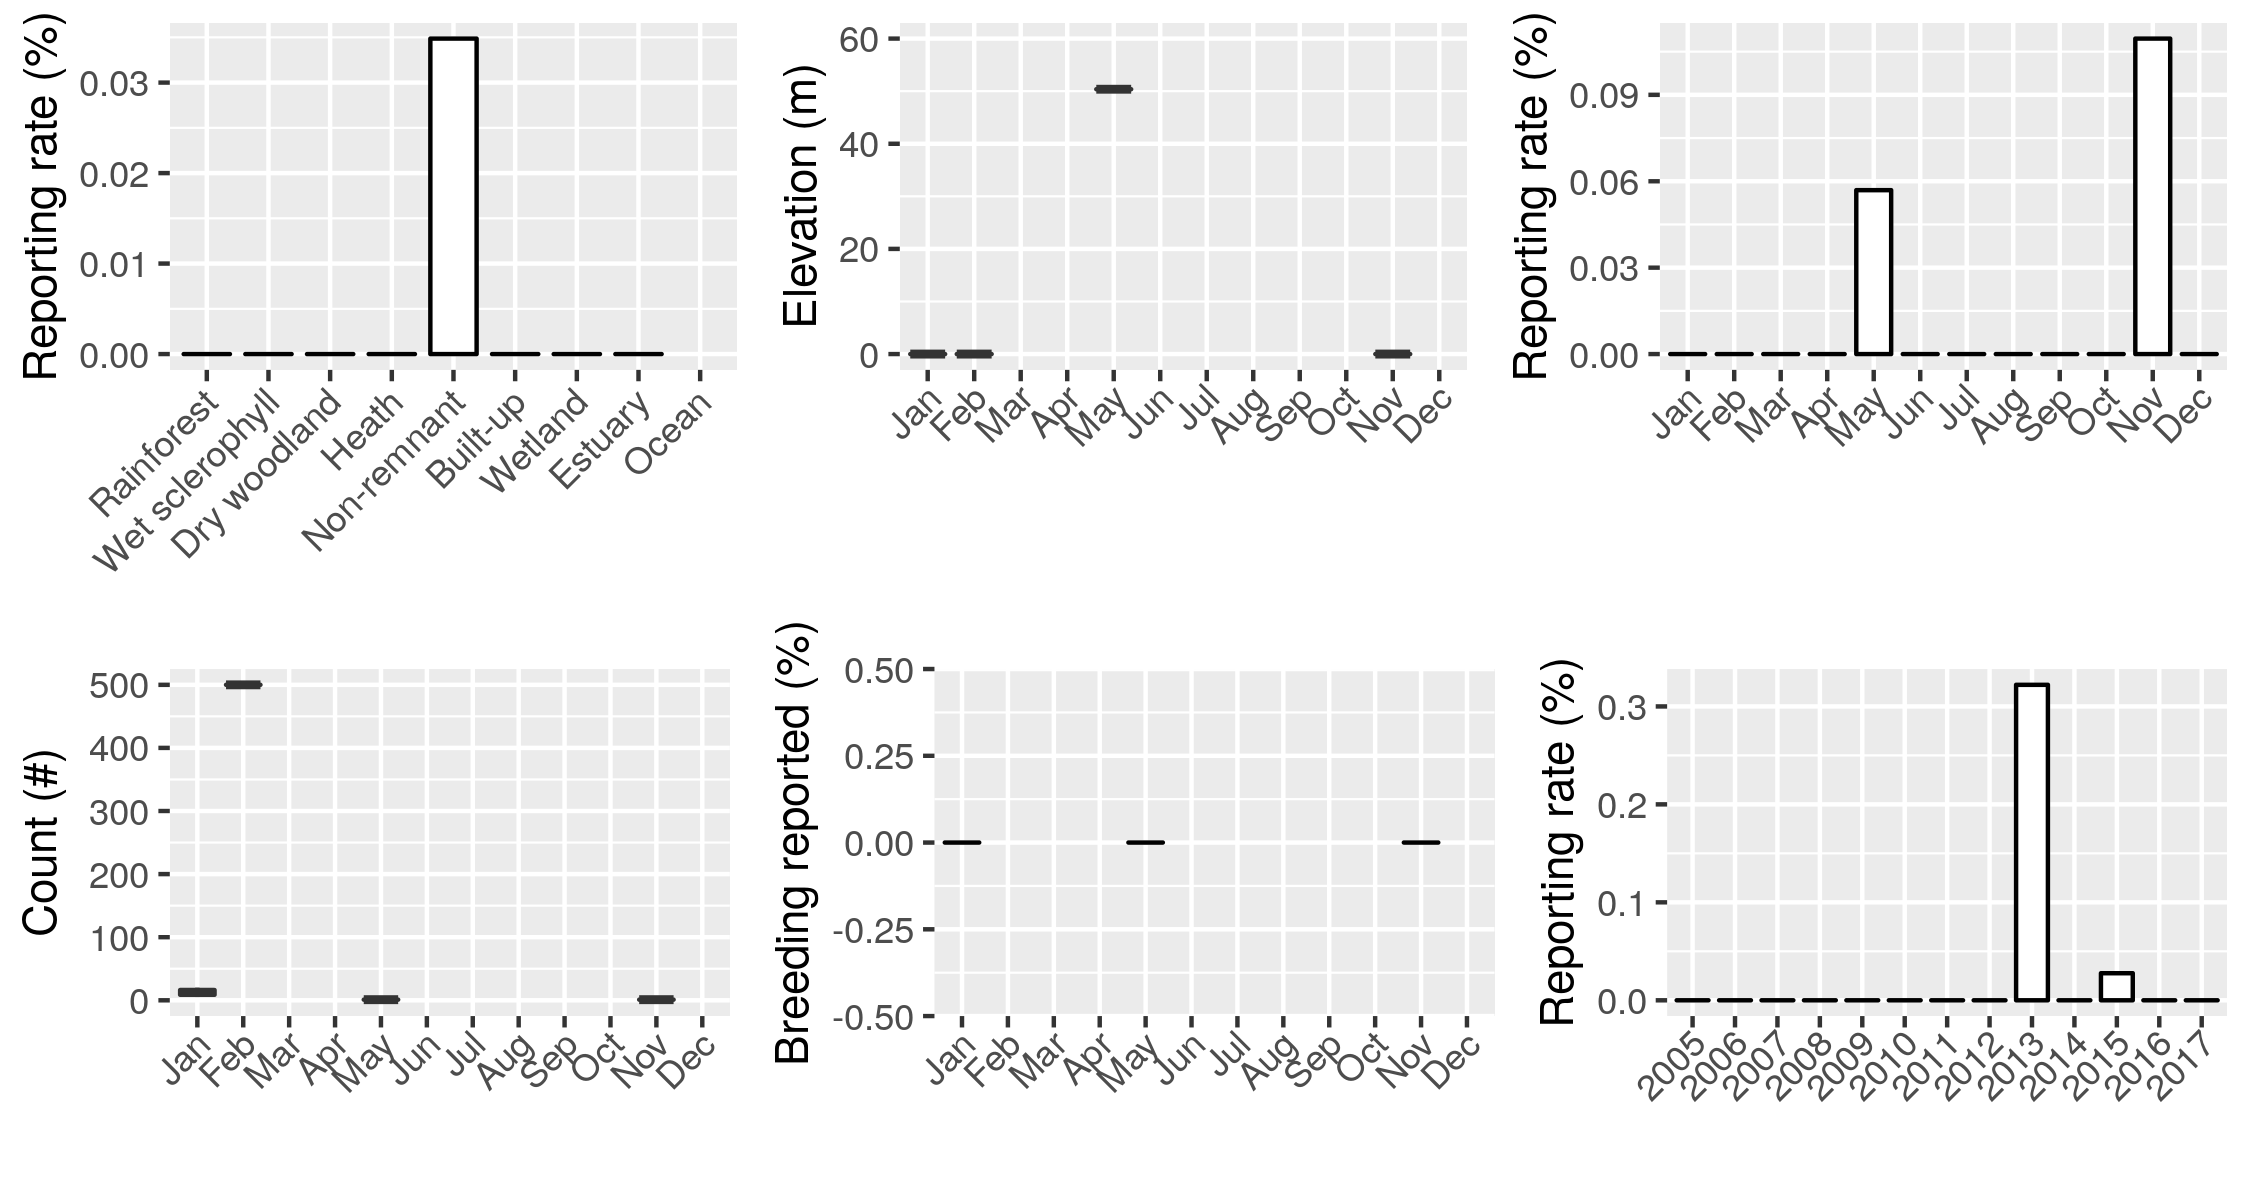 Reporting rate (%)
0.03
0.02
0.01
0.00
Rainforest
Wet sclerophyll
Dry woodland
Heath
Non-remnant
Built-up
Wetland
Estuary
Ocean
Elevation (m)
60
40
20
0
Jan
Feb
Mar
Apr
May
Jun
Jul
Aug
Sep
Oct
Nov
Dec
Reporting rate (%)
0.09
0.06
0.03
0.00
Jan
Feb
Mar
Apr
May
Jun
Jul
Aug
Sep
Oct
Nov
Dec
Count (#)
500
400
300
200
100
0
Jan
Feb
Mar
Apr
May
Jun
Jul
Aug
Sep
Oct
Nov
Dec
Breeding reported (%)
0.50
0.25
0.00
-0.25
-0.50
Jan
Feb
Mar
Apr
May
Jun
Jul
Aug
Sep
Oct
Nov
Dec
Reporting rate (%)
0.3
0.2
0.1
0.0
2005
2006
2007
2008
2009
2010
2011
2012
2013
2014
2015
2016
2017